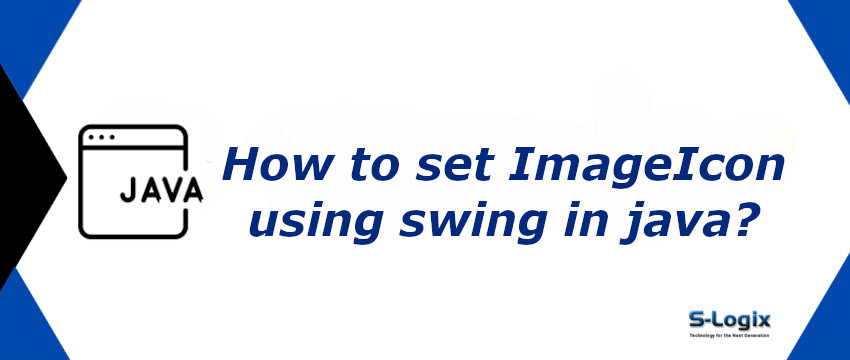 JAVA
How to set ImageIcon
using swing in java?
S-Logix
Technology for the Next Generation